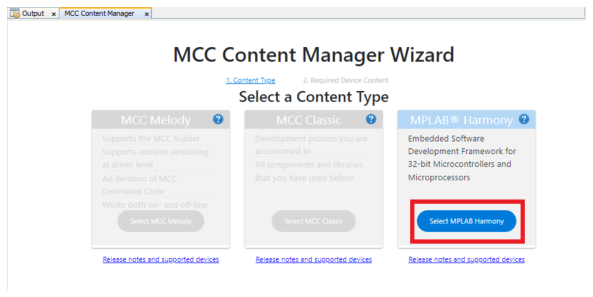 Output × MCC Content Manager ×
MCC Content Manager Wizard
1. Content Type 2. Required Device Content
Select a Content Type
MCC Melody ?
Supports the MCC Builder
Supports content versioning
at driver level
An iteration of MCC
Generated Code
Works both on- and off-line
Select MCC Melody
Release notes and supported devices
MCC Classic ?
Development process you are
accustomed to
All components and libraries
that you have used before
Select MCC Classic
Release notes and supported devices
MPLAB® Harmony ?
Embedded Software
Development Framework for
32-bit Microcontrollers and
Microprocessors
Select MPLAB Harmony
Release notes and supported devices